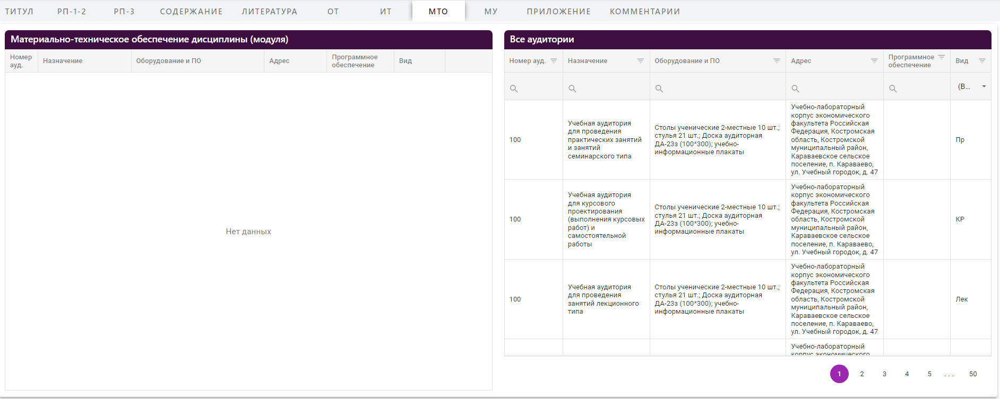 ТИТУЛ РП-1-2 РП-3 СОДЕРЖАНИЕ ЛИТЕРАТУРА ОТ ИТ МТО МУ ПРИЛОЖЕНИЕ КОММЕНТАРИИ
Материально-техническое обеспечение дисциплины (модуля)
Номер
ауд.
Назначение
Оборудование и ПО
Адрес
Программное
обеспечение
Вид
Нет данных
Все аудитории
Номер ауд.
Назначение
Оборудование и ПО
Адрес
Программное
обеспечение
Вид
(В...
100
Учебная аудитория
для проведения
практических занятий
и занятий
семинарского типа
Столы ученические 2-местные 10 шт.;
стулья 21 шт.; Доска аудиторная
ДА-23з (100*300); учебно-
информационные плакаты
Учебно-лабораторный
корпус экономического
факультета Российская
Федерация, Костромская
область, Костромской
муниципальный район,
Караваевское сельское
поселение, п. Караваево,
ул. Учебный городок, д. 47
Пр
100
Учебная аудитория
для курсового
проектирования
(выполнения курсовых
работ) и
самостоятельной
работы
Столы ученические 2-местные 10 шт.;
стулья 21 шт.; Доска аудиторная
ДА-23з (100*300); учебно-
информационные плакаты
Учебно-лабораторный
корпус экономического
факультета Российская
Федерация, Костромская
область, Костромской
муниципальный район,
Караваевское сельское
поселение, п. Караваево,
ул. Учебный городок, д. 47
КР
100
Учебная аудитория
для проведения
занятий лекционного
типа
Столы ученические 2-местные 10 шт.;
стулья 21 шт.; Доска аудиторная
ДА-23з (100*300); учебно-
информационные плакаты
Учебно-лабораторный
корпус экономического
факультета Российская
Федерация, Костромская
область, Костромской
муниципальный район,
Караваевское сельское
поселение, п. Караваево,
ул. Учебный городок, д. 47
Лек
Учебно-лабораторный
корпус экономического
1 2 3 4 5 ... 50